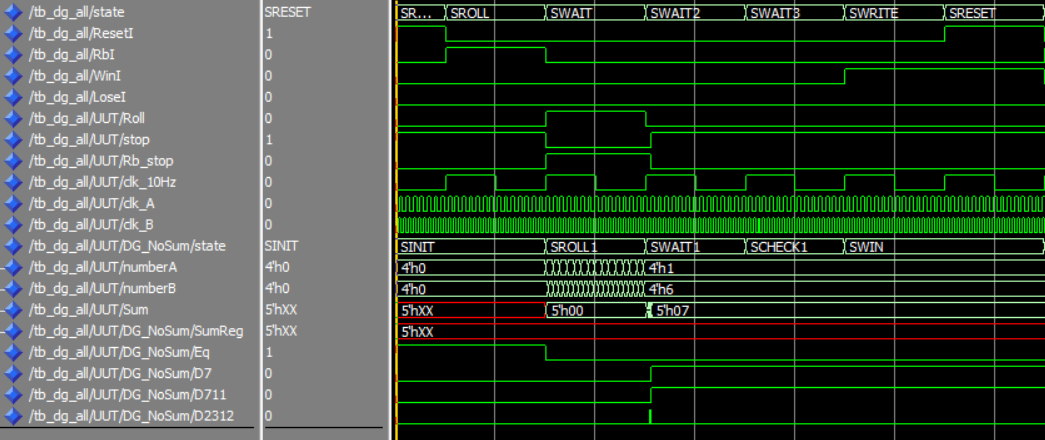 /tb_dg_all/state SRESET SR... SROLL SWAIT SWAIT2 SWAIT3 SWRITE SRESET
/tb_dg_all/ResetI 1
/tb_dg_all/RbI 0
/tb_dg_all/WinI 0
/tb_dg_all/LoseI 0
/tb_dg_all/UUT/Roll 0
/tb_dg_all/UUT/stop 1
/tb_dg_all/UUT/Rb_stop 0
/tb_dg_all/UUT/clk_10Hz 0
/tb_dg_all/UUT/clk_A 0
/tb_dg_all/UUT/clk_B 0
/tb_dg_all/UUT/DG_NoSum/state SINIT SINIT SROLL1 SWAIT1 SCHECK1 SWIN
/tb_dg_all/UUT/numberA 4'h0 4'h0 4'h1
/tb_dg_all/UUT/numberB 4'h0 4'h0 4'h6
/tb_dg_all/UUT/Sum 5'hXX 5'hXX 5'h00 5'h07
/tb_dg_all/UUT/DG_NoSum/SumReg 5'hXX 5'hXX
/tb_dg_all/UUT/DG_NoSum/Eq 1
/tb_dg_all/UUT/DG_NoSum/D7 0
/tb_dg_all/UUT/DG_NoSum/D711 0
/tb_dg_all/UUT/DG_NoSum/D2312 0